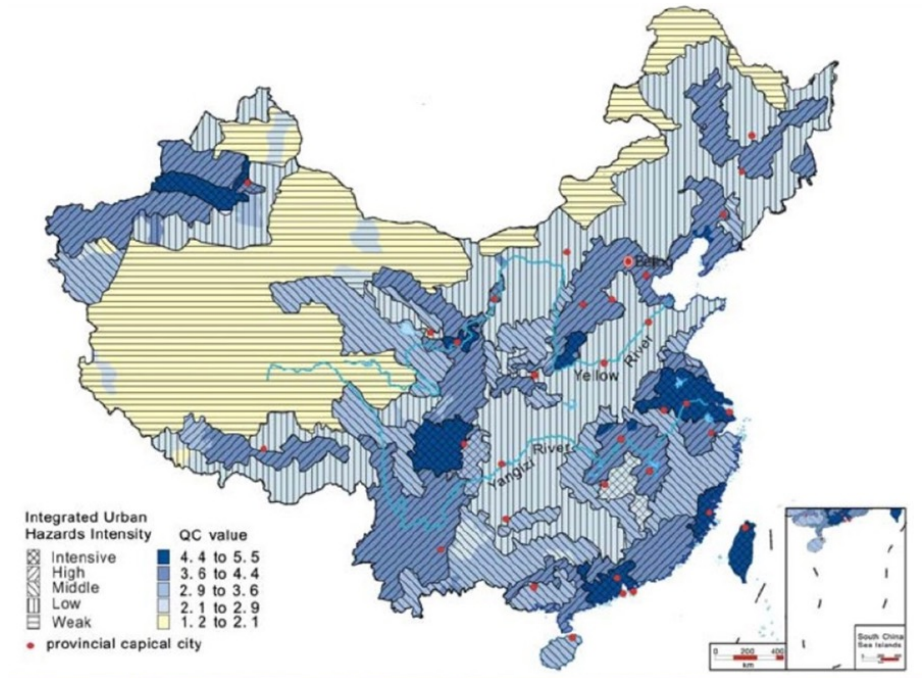 Beijing
Yellow River
Yangtzi River
Integrated Urban
Hazards Intensity
QC value
Intensive
4.4 to 5.5
High
3.6 to 4.4
Middle
2.9 to 3.6
Low
2.1 to 2.9
Weak
1.2 to 2.1
provincial capical city
0 200 400
km
South China
Sea Islands
km